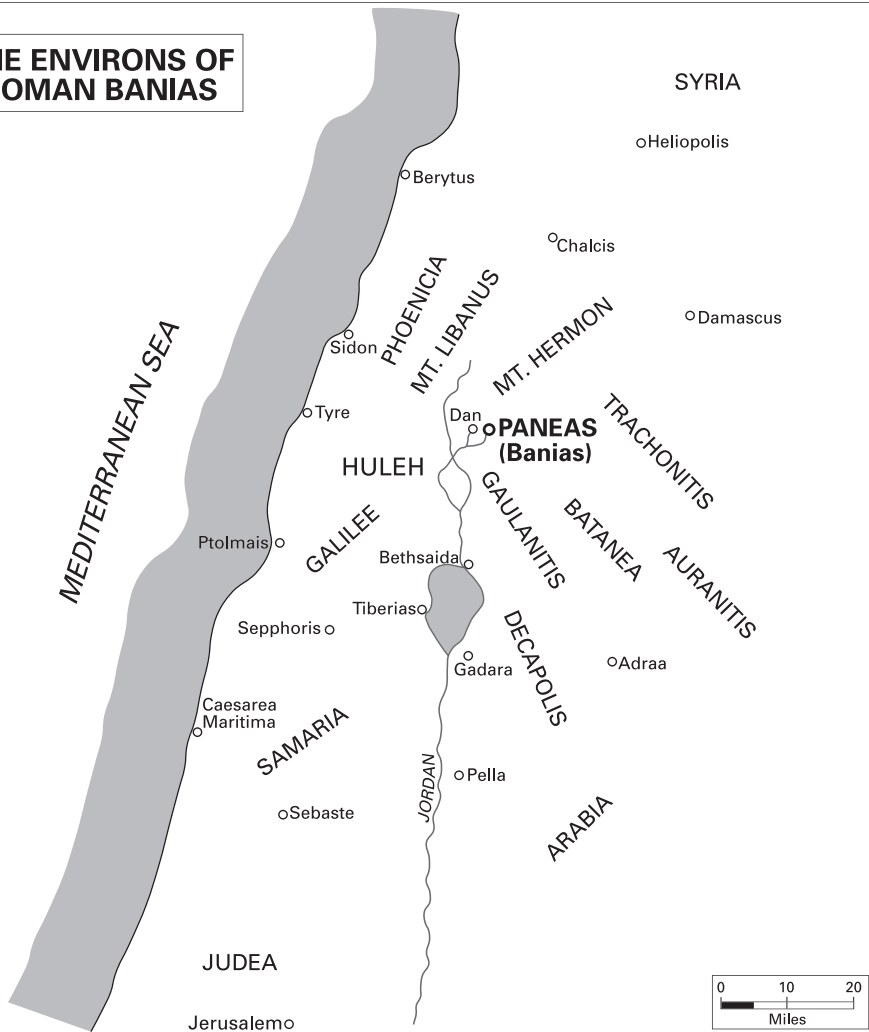 HE ENVIRONS OF
OMAN BANIAS
SYRIA
Heliopolis
Berytus
Chalcis
PHOENICIA
MT. LIBANUS
MT. HERMON
Damascus
MEDITERRANEAN SEA
Sidon
Tyre
Dan
PANEAS
(Banias)
TRACHONITIS
HULEH
GAULANITIS
BATANEA
GALILEE
Ptolmais
Bethsaida
AURANITIS
Tiberias
Sepphoris
DECAPOLIS
Gadara
Adraa
Caesarea
Maritima
SAMARIA
JORDAN
Pella
Sebaste
ARABIA
JUDEA
Jerusalem
0 10 20
Miles